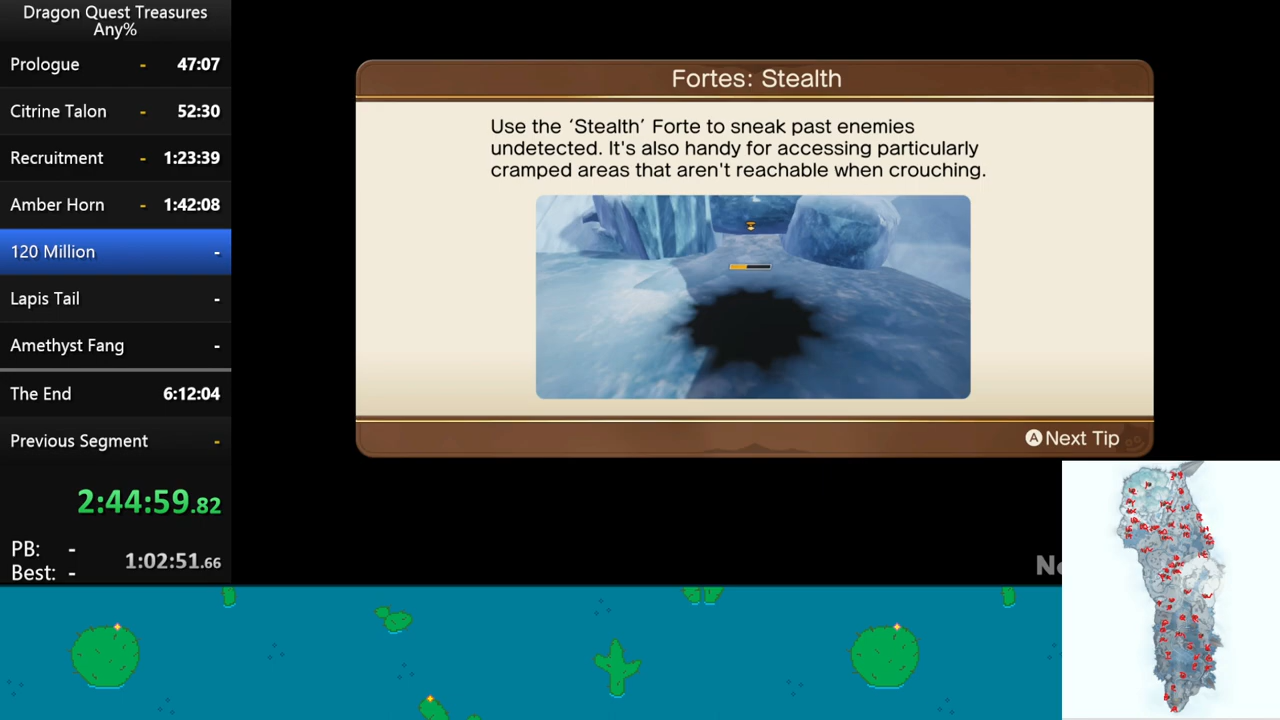 Dragon Quest Treasures
Any%
Prologue - 47:07
Citrine Talon - 52:30
Recruitment - 1:23:39
Amber Horn - 1:42:08
120 Million -
Lapis Tail -
Amethyst Fang -
The End 6:12:04
Previous Segment -
2:44:59.82
PB: -
Best: -
1:02:51.66
Fortes: Stealth
Use the ‘Stealth’ Forte to sneak past enemies
undetected. It's also handy for accessing particularly
cramped areas that aren't reachable when crouching.
A Next Tip